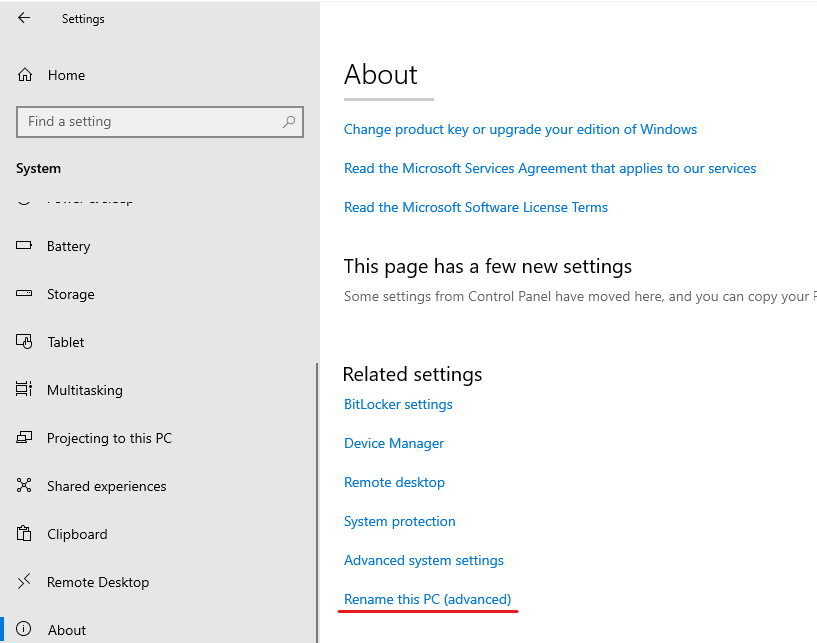 Settings
Home
Find a setting
System
Battery
Storage
Tablet
Multitasking
Projecting to this PC
Shared experiences
Clipboard
Remote Desktop
About
About
Change product key or upgrade your edition of Windows
Read the Microsoft Services Agreement that applies to our services
Read the Microsoft Software License Terms
This page has a few new settings
Some settings from Control Panel have moved here, and you can copy your
Related settings
BitLocker settings
Device Manager
Remote desktop
System protection
Advanced system settings
Rename this PC (advanced)